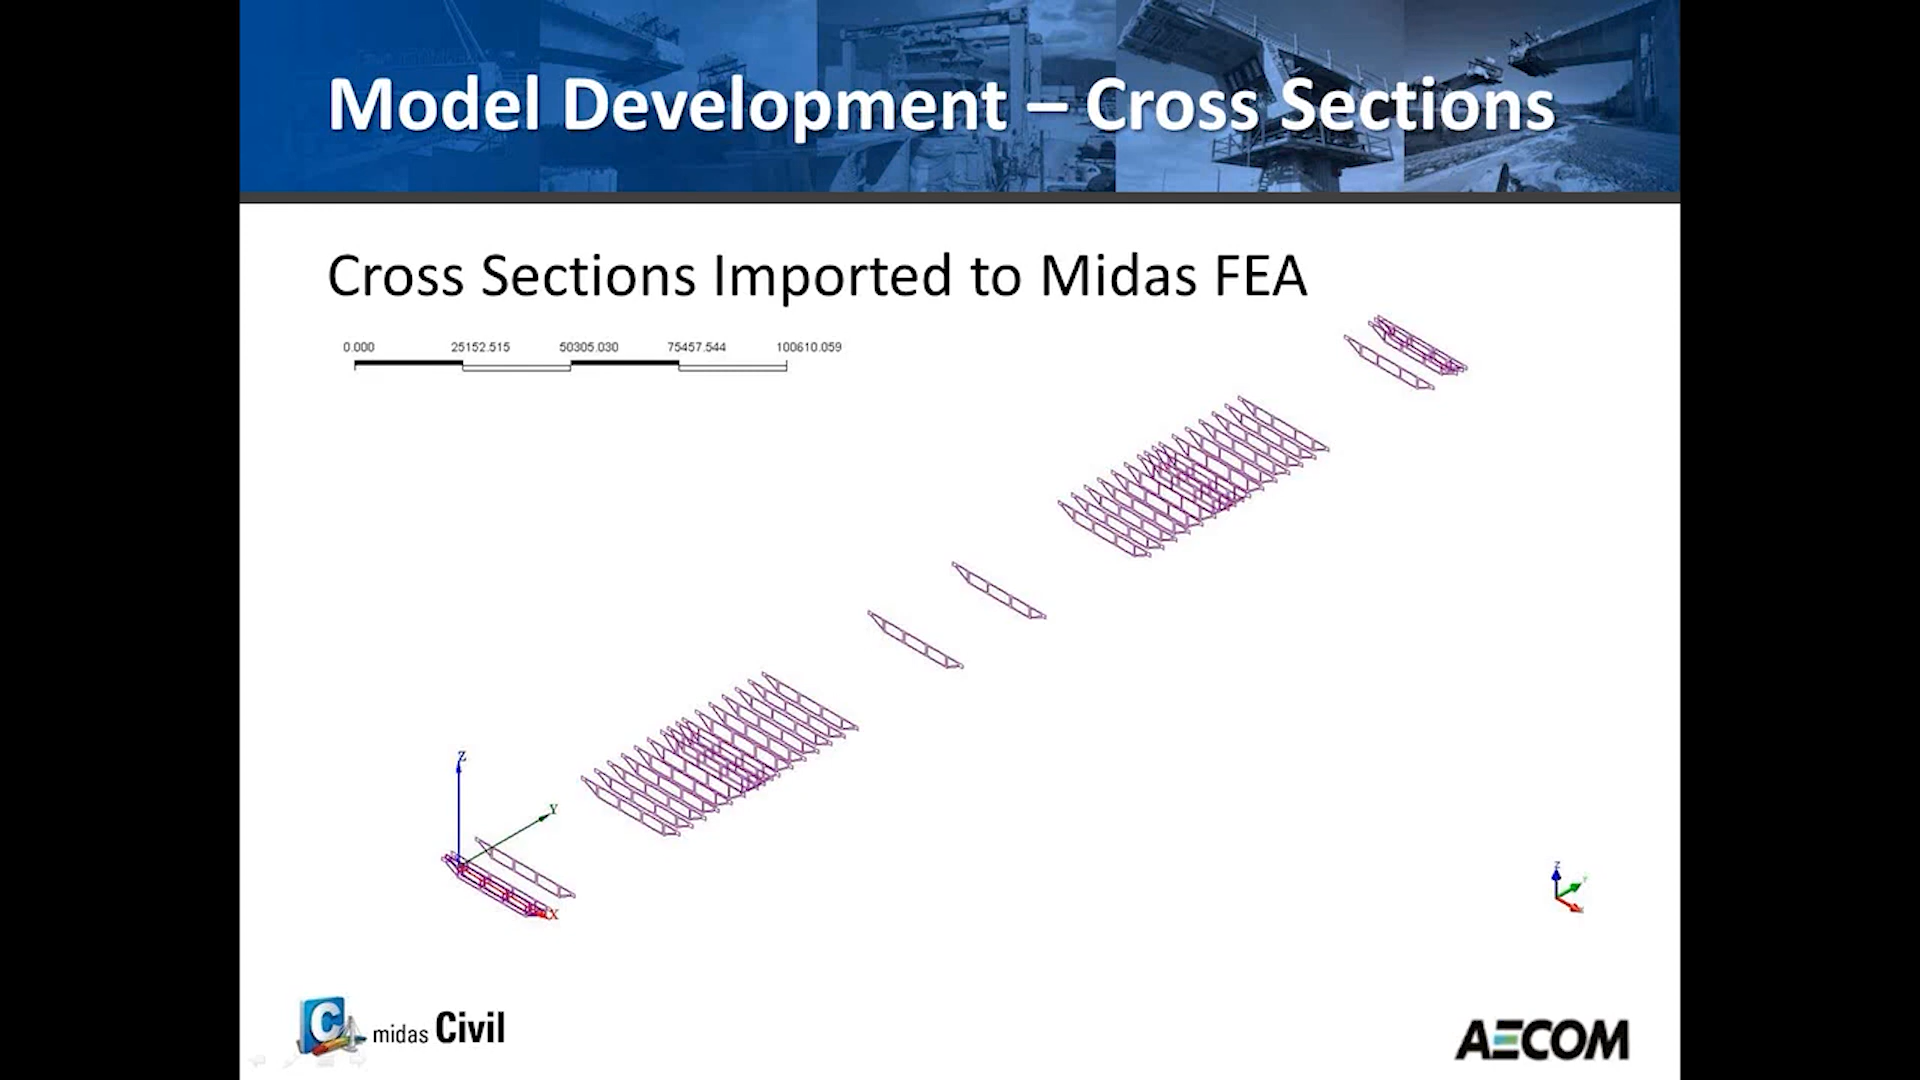 Model Development – Cross Sections
Cross Sections Imported to Midas FEA
0.000 25152.515 50305.030 75457.544 100610.059
Z
Y
X
Z
Y
C
midas Civil
AECOM